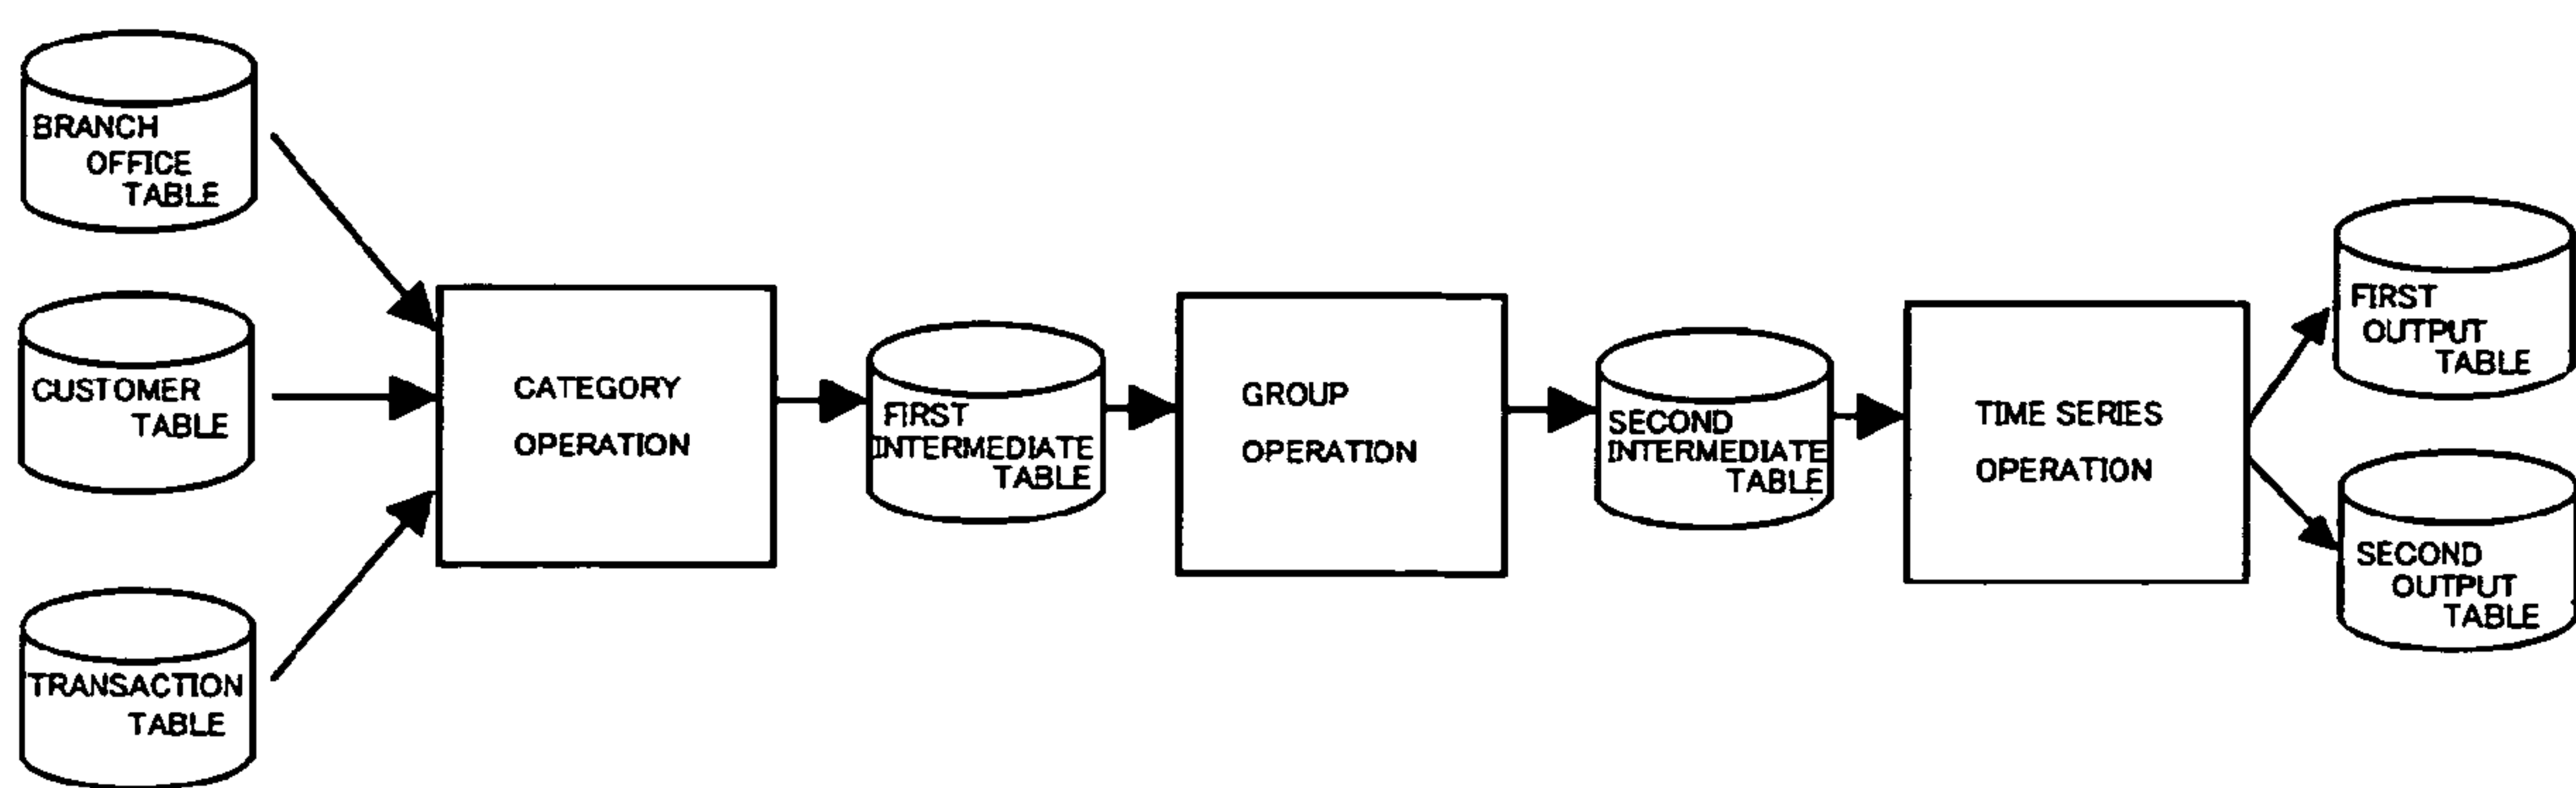 BRANCH
OFFICE
TABLE
CUSTOMER
TABLE
TRANSACTION
TABLE
CATEGORY
OPERATION
FIRST
INTERMEDIATE
TABLE
GROUP
OPERATION
SECOND
INTERMEDIATE
TABLE
TIME SERIES
OPERATION
FIRST
OUTPUT
TABLE
SECOND
OUTPUT
TABLE